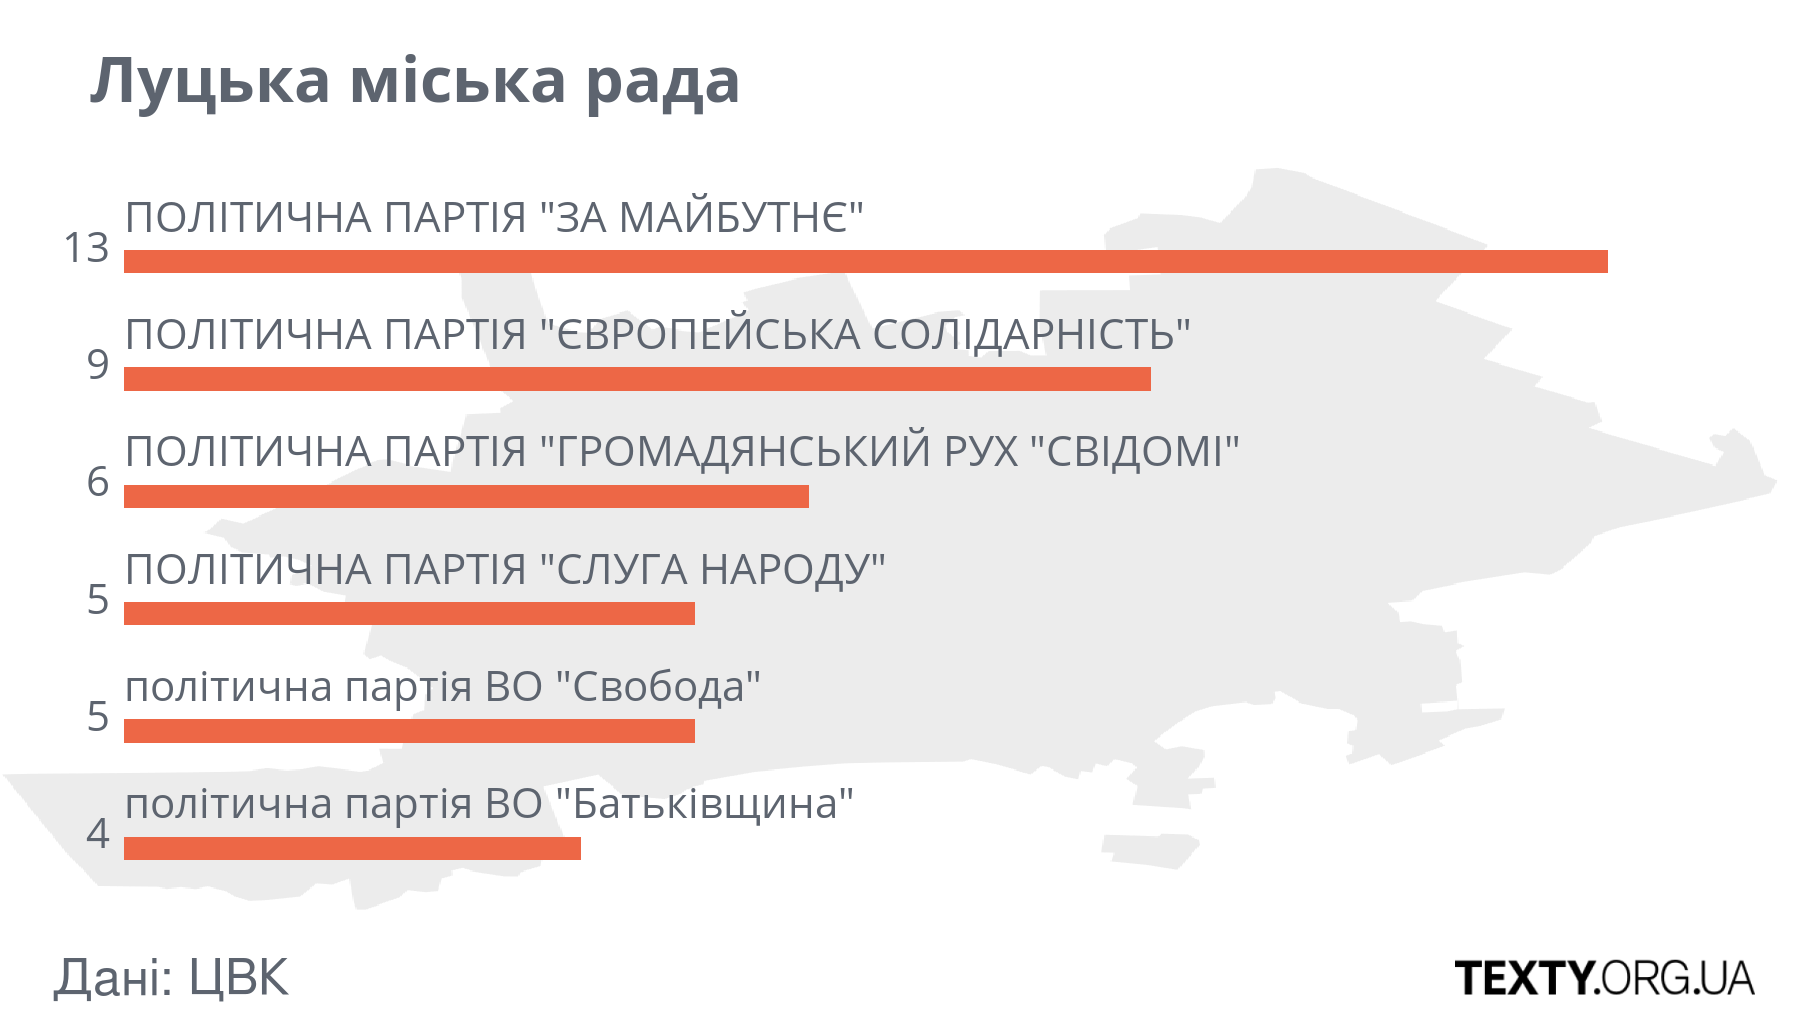 Луцька міська рада
ПОЛІТИЧНА ПАРТІЯ "ЗА МАЙБУТНЄ"
13
ПОЛІТИЧНА ПАРТІЯ "ЄВРОПЕЙСЬКА СОЛІДАРНІСТЬ"
9
ПОЛІТИЧНА ПАРТІЯ "ГРОМАДЯНСЬКИЙ РУХ "СВІДОМІ"
6
ПОЛІТИЧНА ПАРТІЯ "СЛУГА НАРОДУ"
5
політична партія ВО "Свобода"
5
політична партія ВО "Батьківщина"
4
Дані: ЦВК
TEXTY.ORG.UA